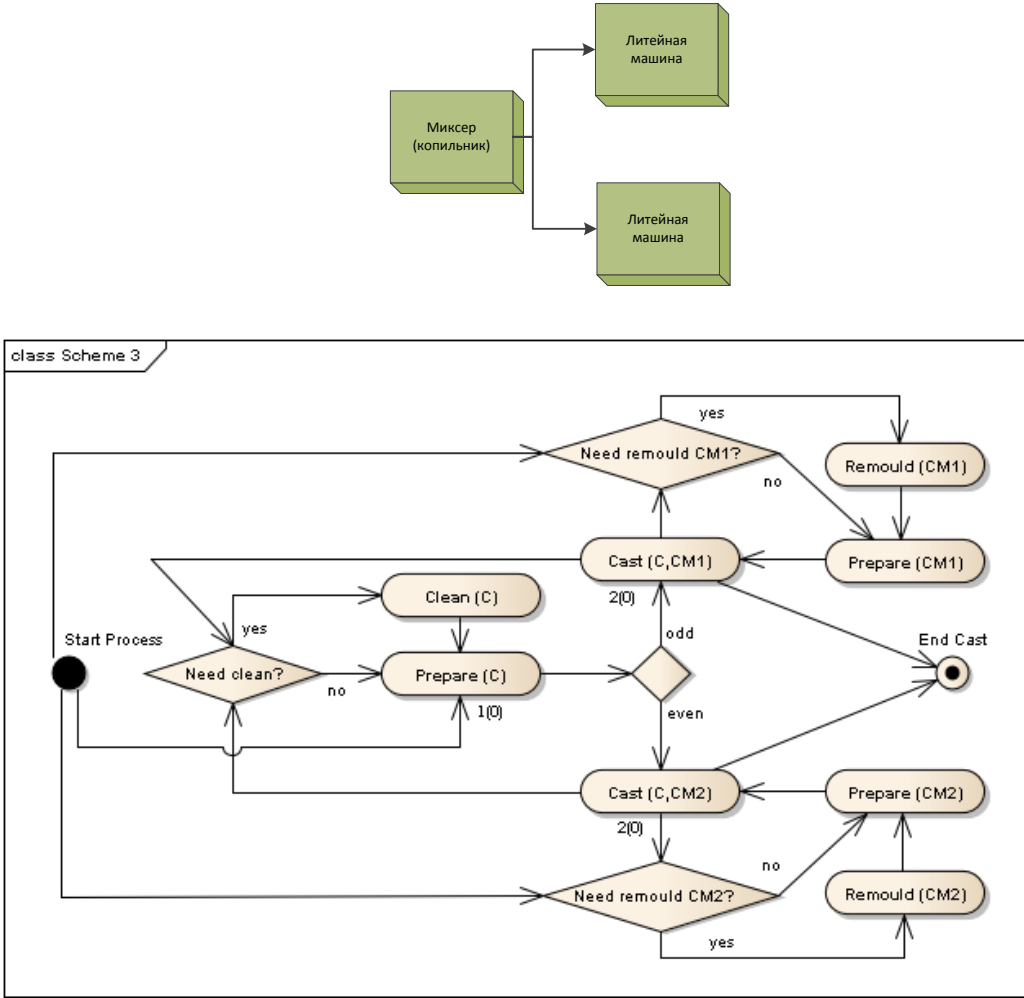 Литейная
машина
Миксер
(копильник)
Литейная
машина
class Scheme 3
yes
Need remould CM1?
Remould (CM1)
no
Cast (C,CM1)
Prepare (CM1)
Clean (C)
2(0)
yes
odd
Start Process
End Cast
Need clean?
Prepare (C)
no
1(0)
even
Cast (C,CM2)
Prepare (CM2)
2(0)
no
Need remould CM2?
Remould (CM2)
yes